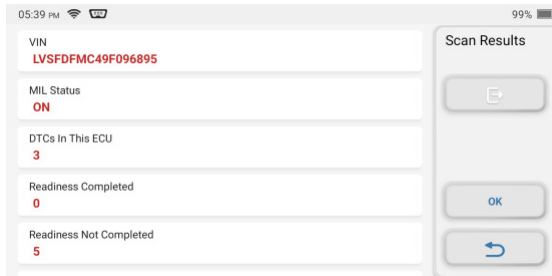 05:39 PM
99%
VIN
LVSFDFMC49F096895
MIL Status
ON
DTCs In This ECU
3
Readiness Completed
0
Readiness Not Completed
5
Scan Results
OK